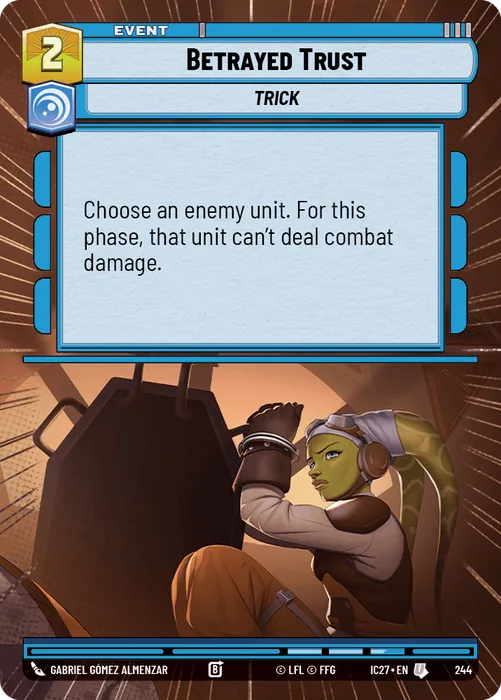 EVENT
2
BETRAYED TRUST
TRICK
Choose an enemy unit. For this
phase, that unit can't deal combat
damage.
GABRIEL GÓMEZ ALMENZAR
B
© LFL © FFG
IC27 • EN
244